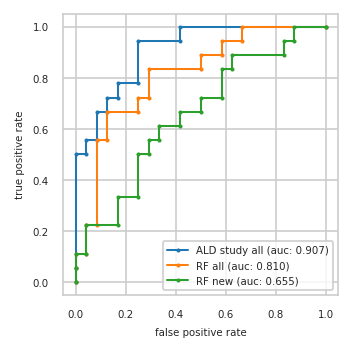 1.0
0.8
0.6
0.4
0.2
0.0
true positive rate
ALD study all (auc: 0.907)
RF all (auc: 0.810)
RF new (auc: 0.655)
0.0 0.2 0.4 0.6 0.8 1.0
false positive rate